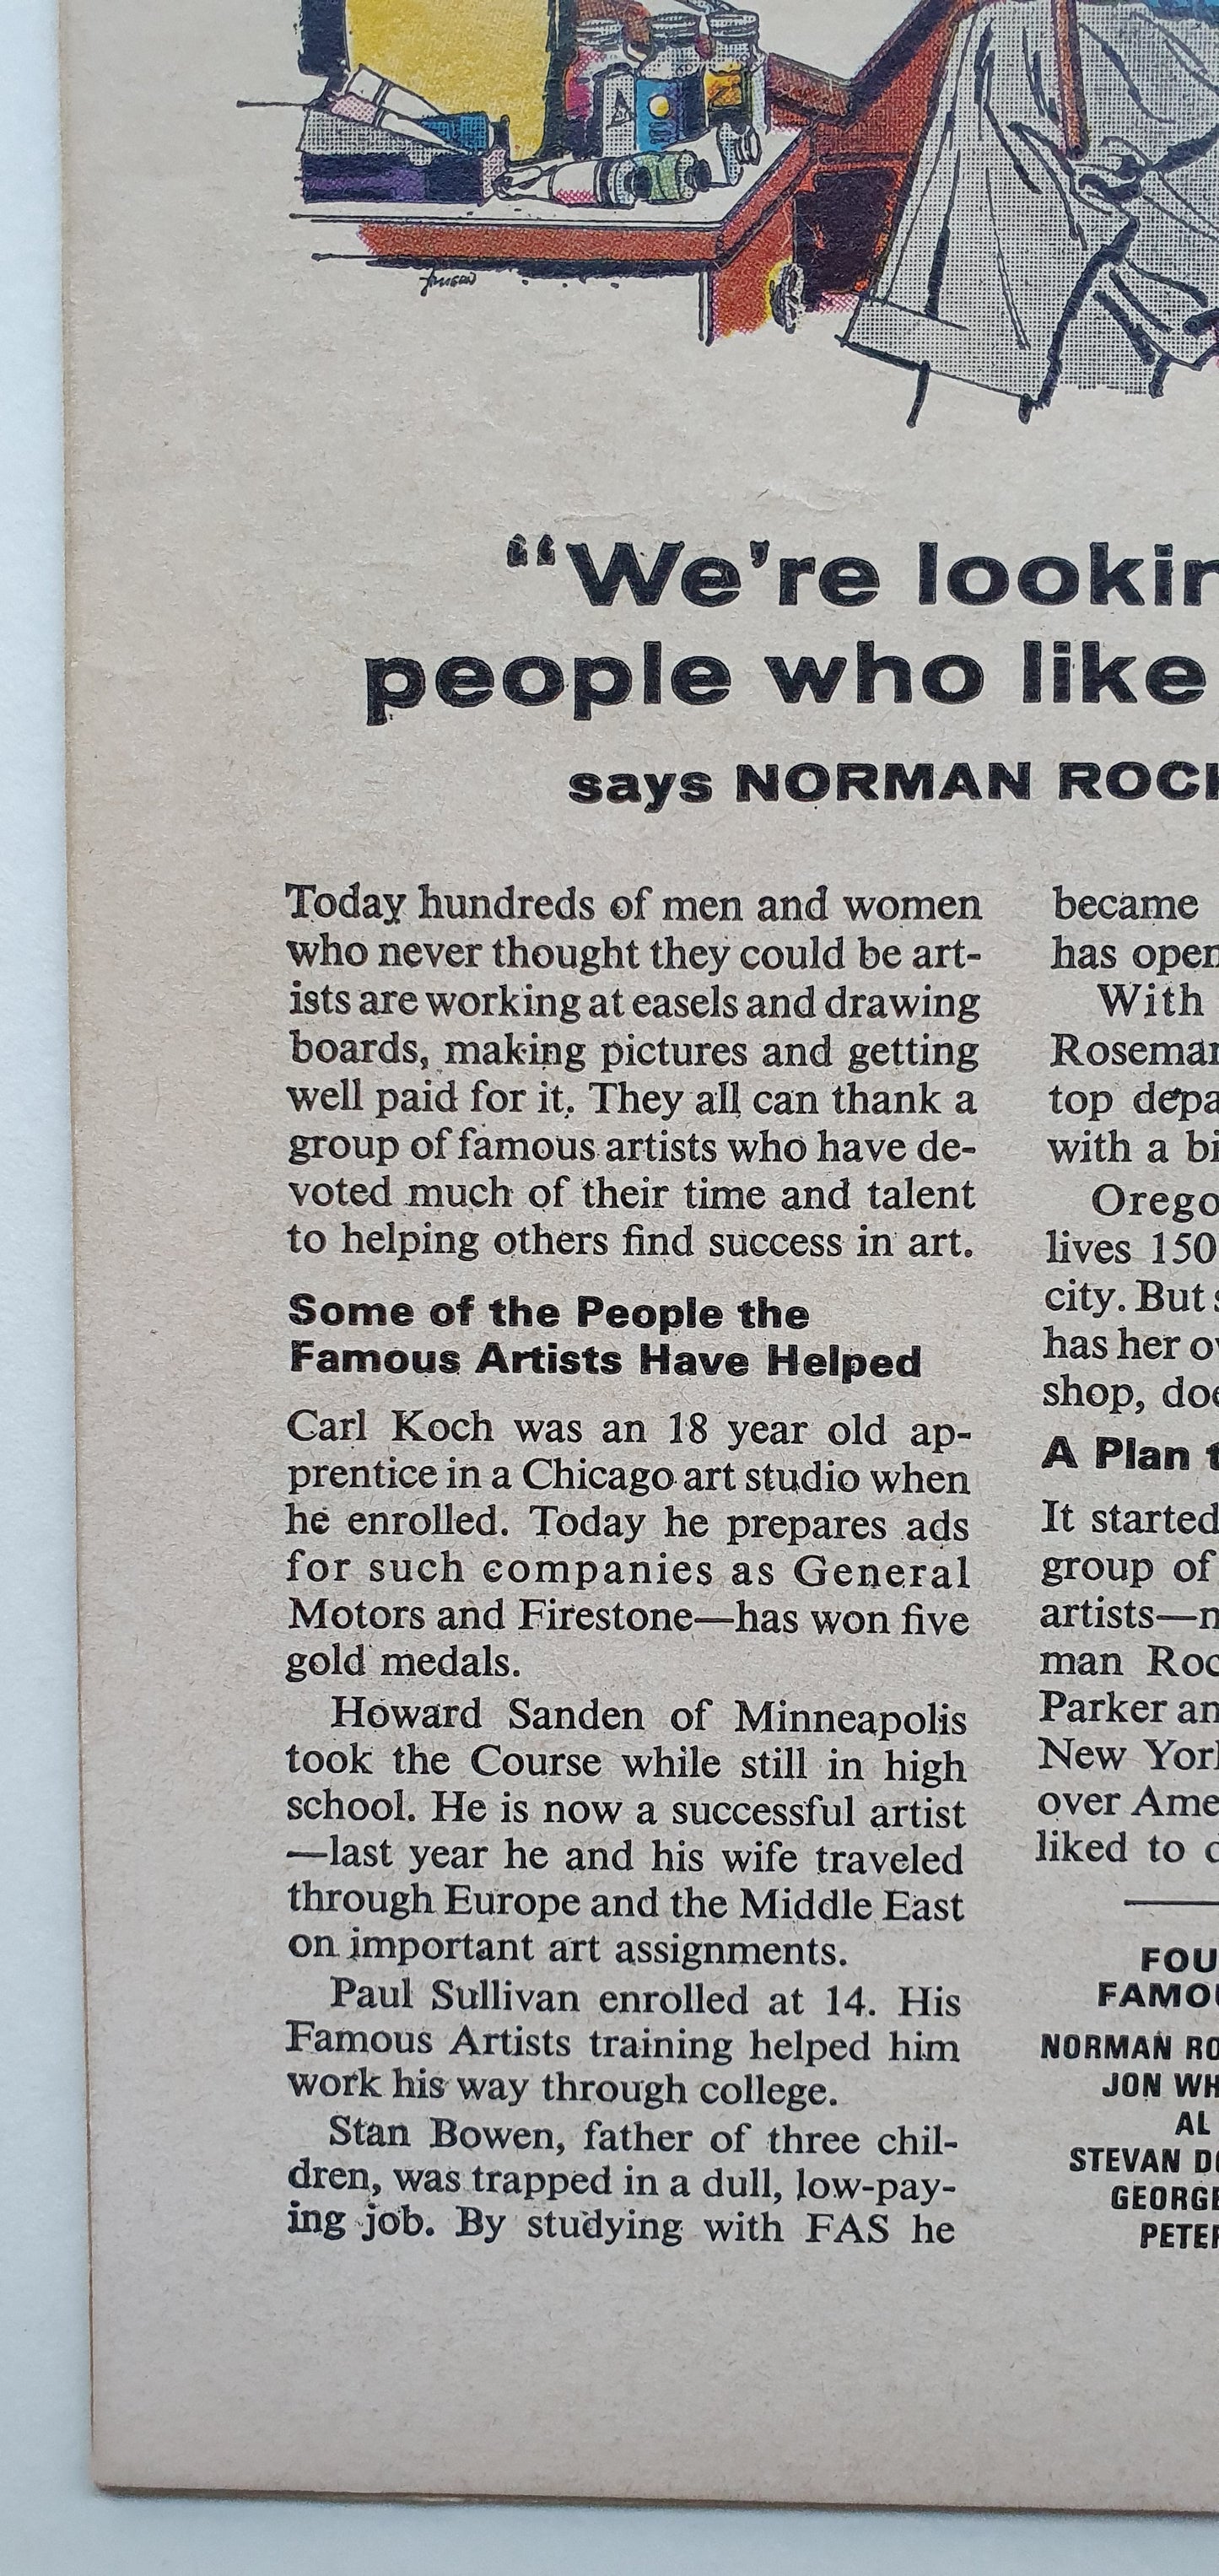 “We're lookin
people who like
says NORMAN ROCK
Today hundreds of men and women
who never thought they could be art-
ists are working at easels and drawing
boards, making pictures and getting
well paid for it. They all can thank a
group of famous artists who have de-
voted much of their time and talent
to helping others find success in art.
Some of the People the
Famous Artists Have Helped
Carl Koch was an 18 year old ap-
prentice in a Chicago art studio when
he enrolled. Today he prepares ads
for such companies as General
Motors and Firestone—has won five
gold medals.
Howard Sanden of Minneapolis
took the Course while still in high
school. He is now a successful artist
—last year he and his wife traveled
through Europe and the Middle East
on important art assignments.
Paul Sullivan enrolled at 14. His
Famous Artists training helped him
work his way through college.
Stan Bowen, father of three chil-
dren, was trapped in a dull, low-pay-
ing job. By studying with FAS he
became
has open
With
Rosemar
top depa
with a bi
Orego
lives 150
city. But s
has her ov
shop, doe
A Plan t
It started
group of
artists—n
man Roc
Parker an
New York
over Ame
liked to d
FOU
FAMOU
NORMAN RO
JON WH
AL
STEVAN DO
GEORGE
PETER